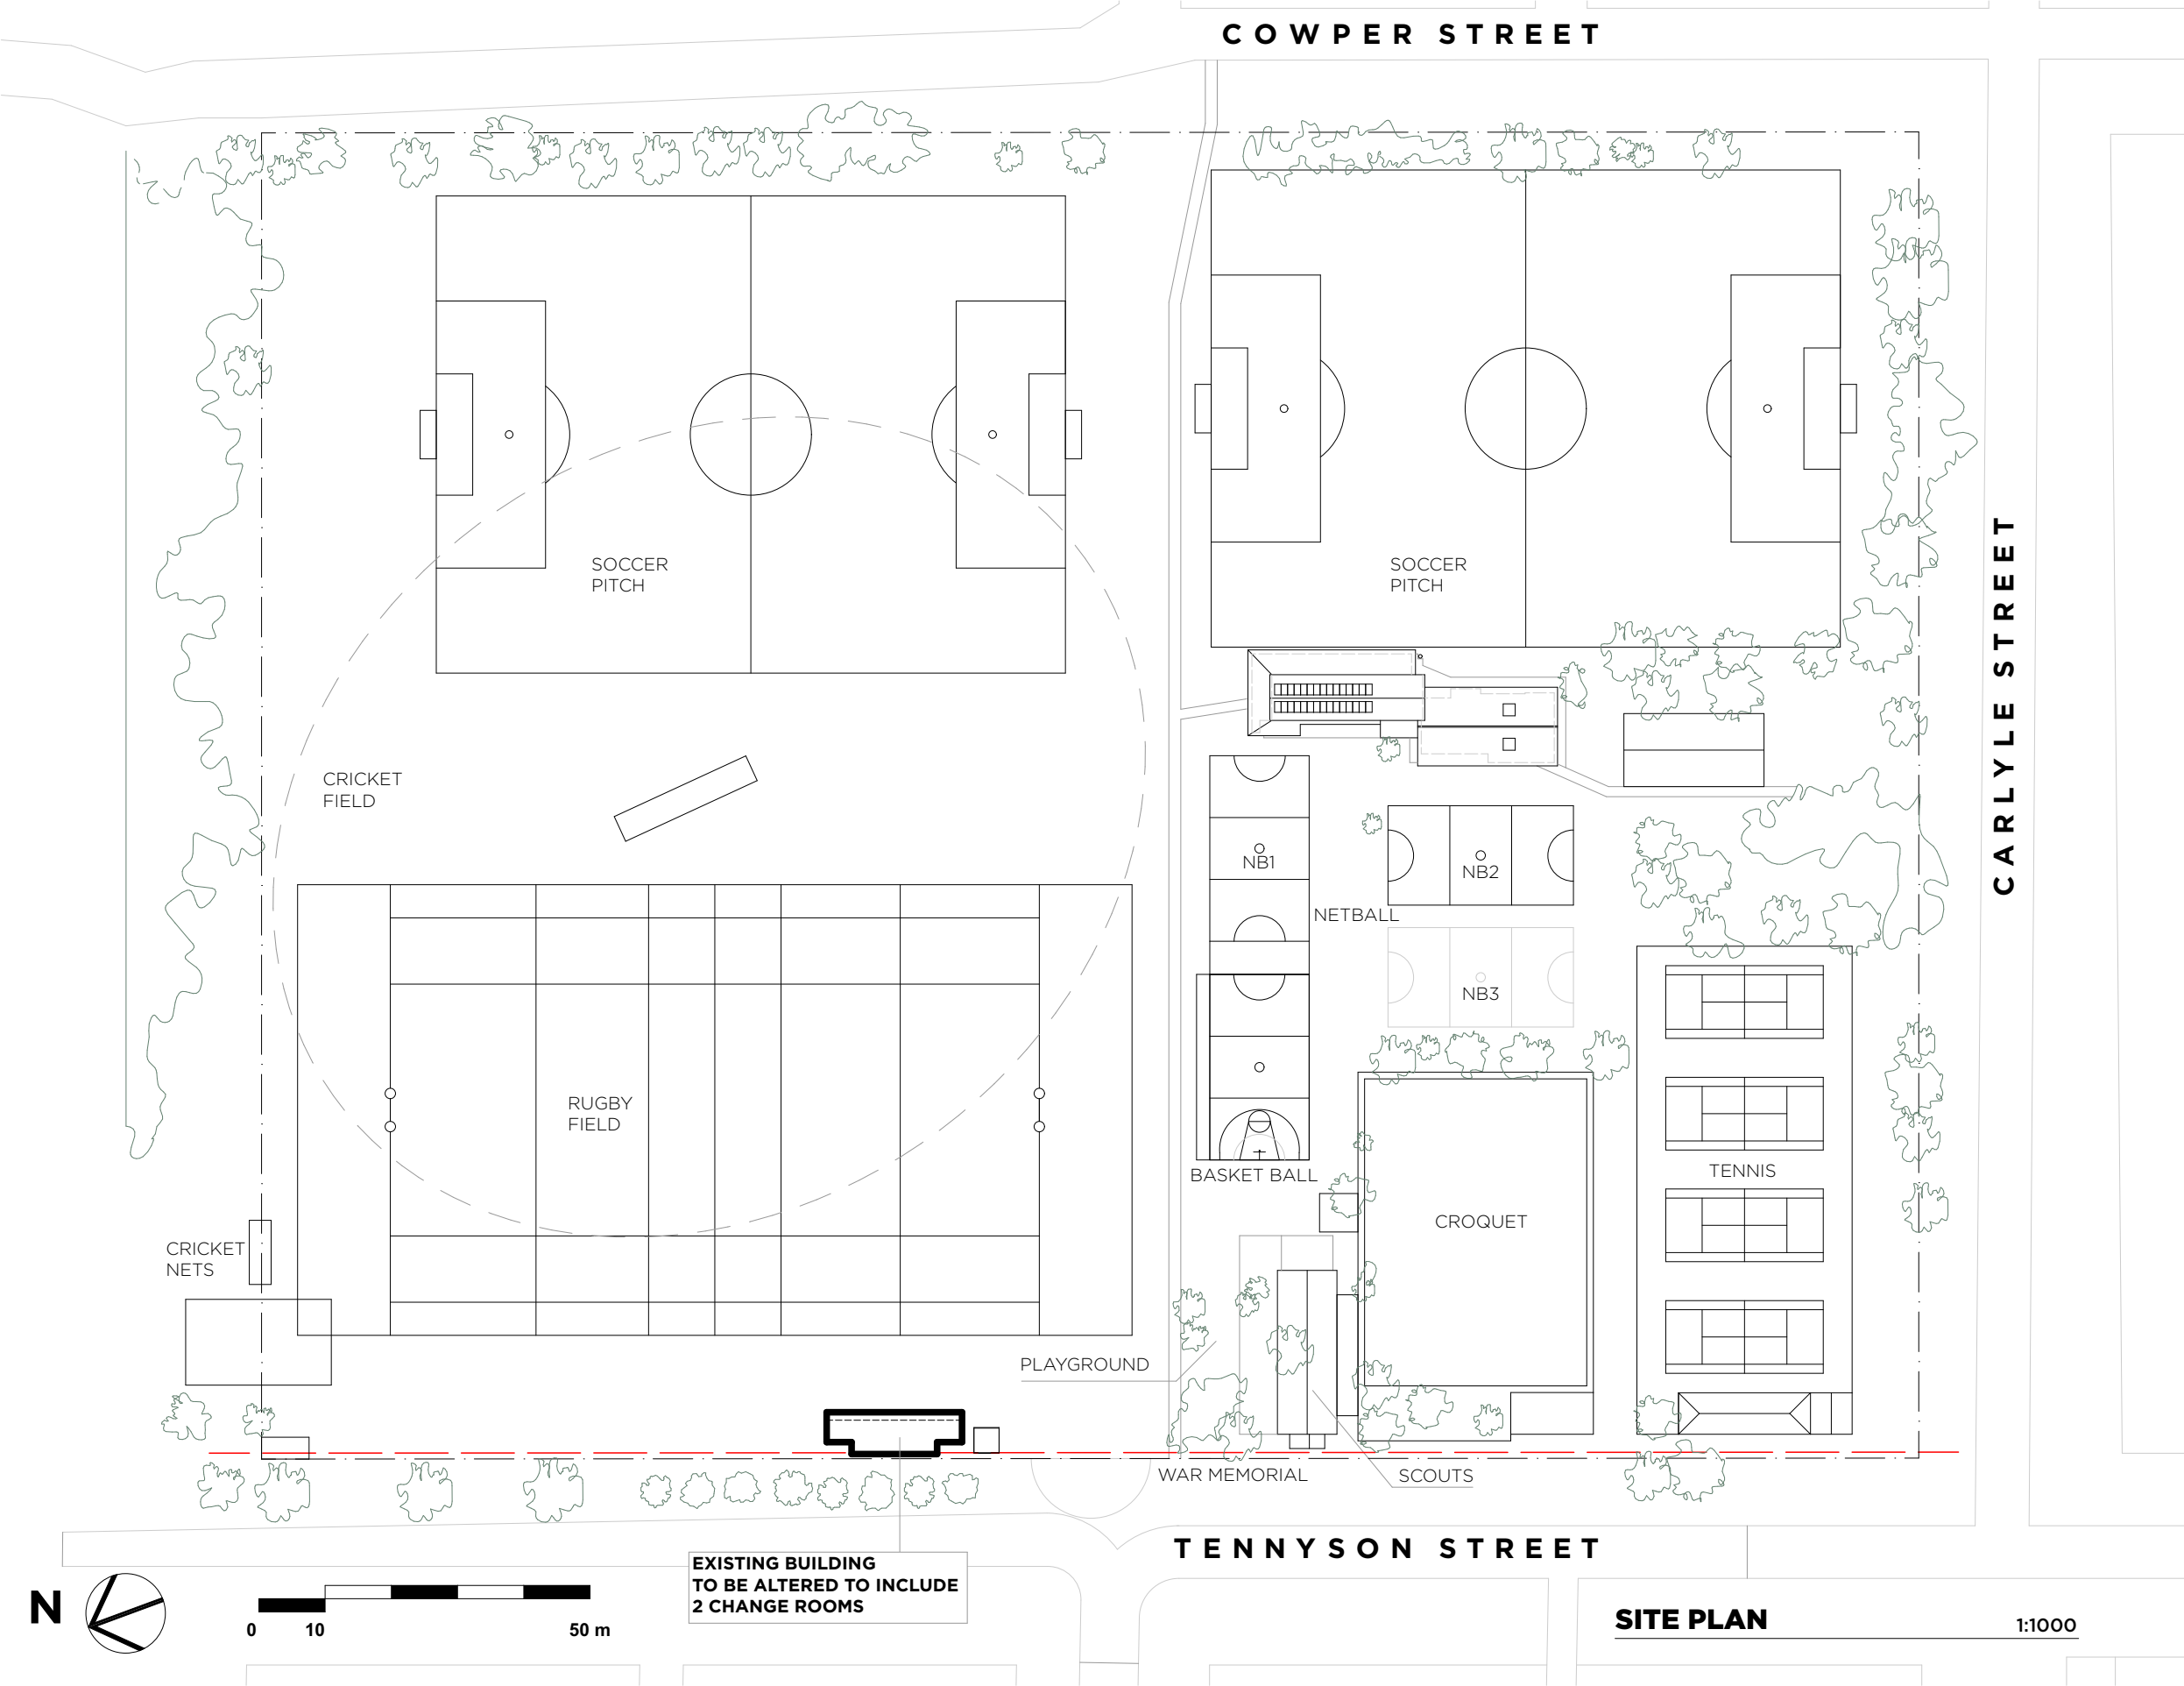 COWPER STREET
SOCCER
PITCH
SOCCER
PITCH
CARLYLE STREET
CRICKET
FIELD
NB1
NB2
NETBALL
NB3
RUGBY
FIELD
BASKET BALL
TENNIS
CROQUET
CRICKET
NETS
PLAYGROUND
WAR MEMORIAL
SCOUTS
TENNYSON STREET
EXISTING BUILDING
TO BE ALTERED TO INCLUDE
2 CHANGE ROOMS
N
0 10 50 m
SITE PLAN 1:1000